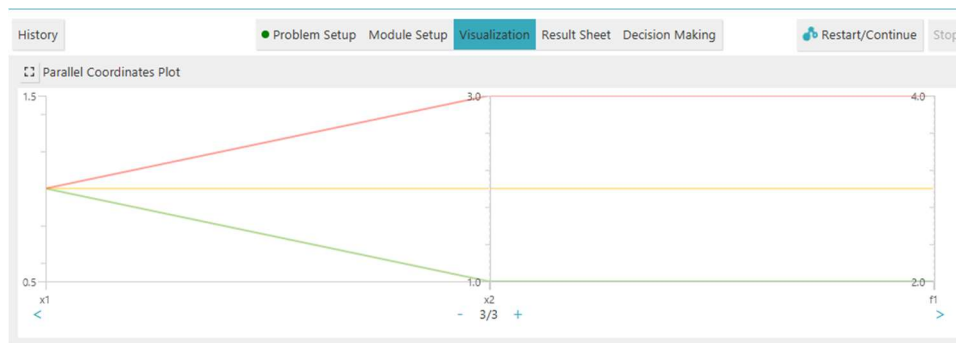 History
Problem Setup Module Setup Visualization Result Sheet Decision Making
Restart/Continue
Stop
Parallel Coordinates Plot
1.5 3.0 4.0
0.5 1.0 2.0
x1 x2 f1
< - 3/3 + >